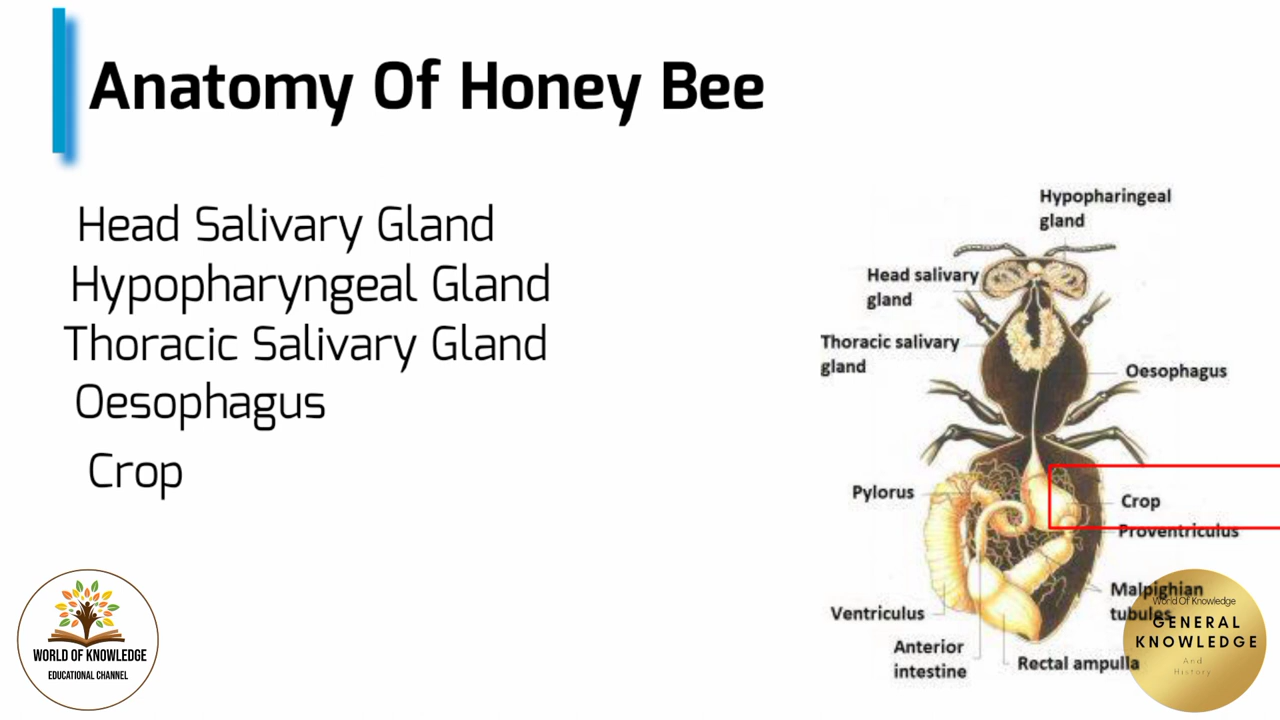 Anatomy Of Honey Bee
Head Salivary Gland
Hypopharyngeal Gland
Thoracic Salivary Gland
Oesophagus
Crop
Hypopharingeal
gland
Head salivary
gland
Thoracic salivary
gland
Oesophagus
Pylorus
Crop
Proventriculus
Malpighian
tubules
Ventriculus
Anterior
intestine
Rectal ampulla
WORLD OF KNOWLEDGE
EDUCATIONAL CHANNEL
World Of Knowledge
GENERAL
KNOWLEDGE
And
History